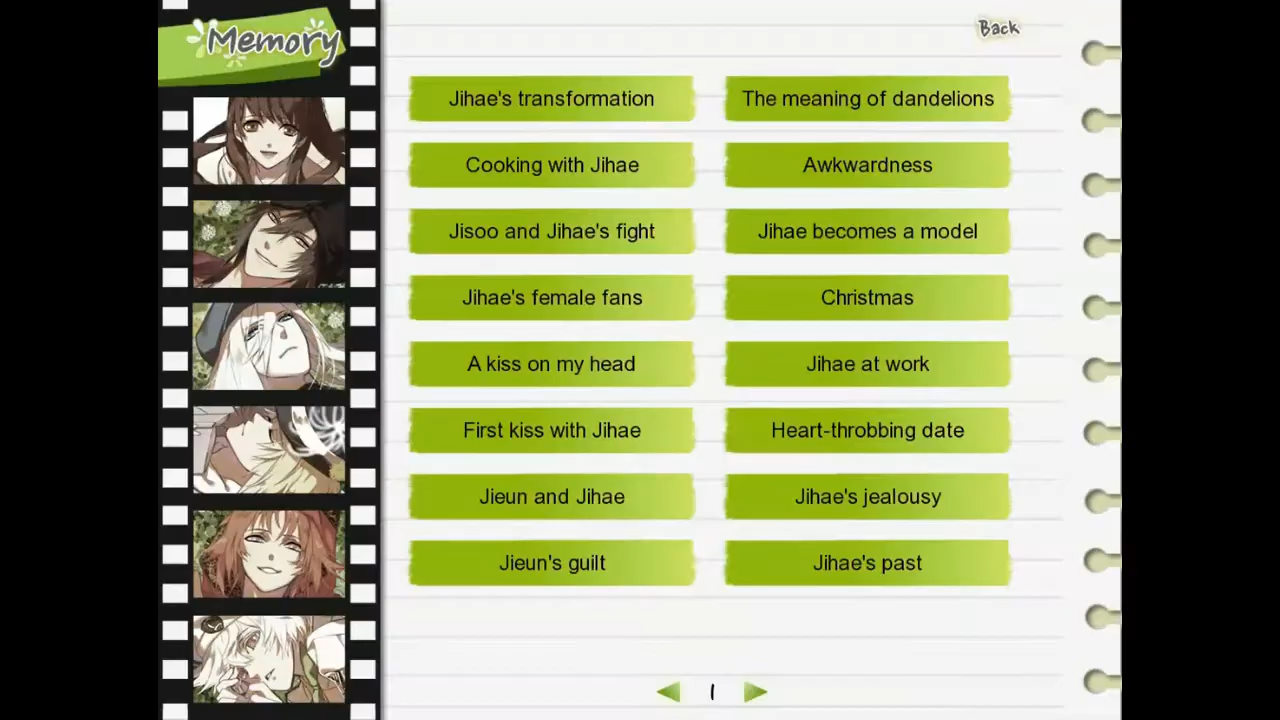 Memory
Back
Jihae's transformation
The meaning of dandelions
Cooking with Jihae
Awkwardness
Jisoo and Jihae's fight
Jihae becomes a model
Jihae's female fans
Christmas
A kiss on my head
Jihae at work
First kiss with Jihae
Heart-throbbing date
Jieun and Jihae
Jihae's jealousy
Jieun's guilt
Jihae's past
1